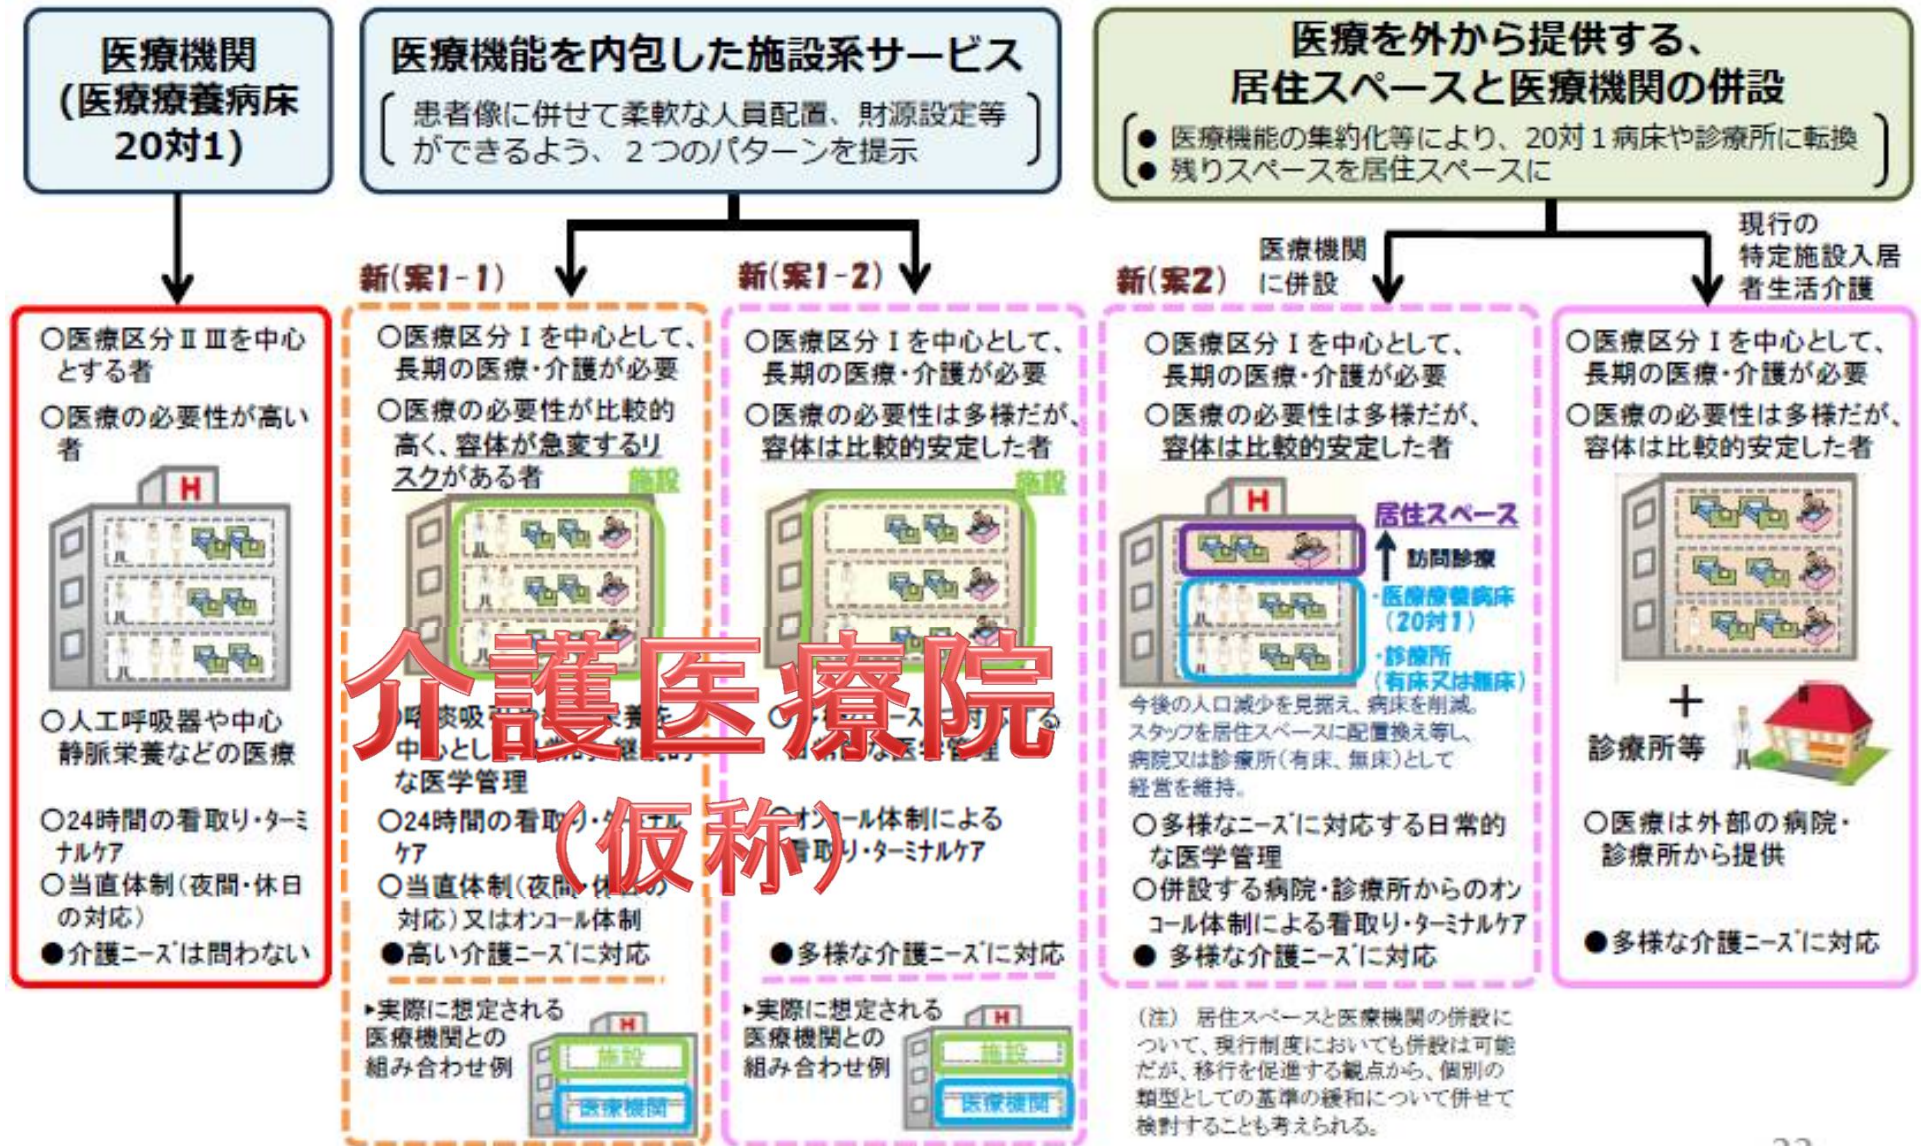 医療機関
(医療療養病床
20対1)
医療機能を内包した施設系サービス
患者像に併せて柔軟な人員配置、財源設定等
ができるよう、２つのパターンを提示
医療を外から提供する、
居住スペースと医療機関の併設
● 医療機能の集約化等により、20対１病床や診療所に転換
● 残りスペースを居住スペースに
新(案1-1)
新(案1-2)
新(案2)
医療機関
に併設
現行の
特定施設入居
者生活介護
○医療区分ⅡⅢを中心
とする者
○医療の必要性が高い
者
H
○人工呼吸器や中心
静脈栄養などの医療
○24時間の看取り・ターミ
ナルケア
○当直体制(夜間・休日
の対応)
●介護ニーズは問わない
○医療区分Ⅰを中心として、
長期の医療・介護が必要
○医療の必要性が比較的
高く、容体が急変するリ
スクがある者
施設
中心とした
な医学管理
○24時間の看取り・ターミナル
ケア
○当直体制(夜間・休日の
対応)又はオンコール体制
●高い介護ニーズに対応
▸実際に想定される
医療機関との
組み合わせ例
H
施設
医療機関
○医療区分Ⅰを中心として、
長期の医療・介護が必要
○医療の必要性は多様だが、
容体は比較的安定した者
施設
な医学管理
○オンコール体制による
看取り・ターミナルケア
●多様な介護ニーズに対応
▸実際に想定される
医療機関との
組み合わせ例
H
施設
医療機関
介護医療院
(仮称)
○医療区分Ⅰを中心として、
長期の医療・介護が必要
○医療の必要性は多様だが、
容体は比較的安定した者
H
居住スペース
訪問診療
・医療療養病床
(20対1)
・診療所
(有床又は無床)
今後の人口減少を見据え、病床を削減。
スタッフを居住スペースに配置換え等し、
病院又は診療所(有床、無床)として
経営を維持。
○多様なニーズに対応する日常的
な医学管理
○併設する病院・診療所からのオン
コール体制による看取り・ターミナルケア
● 多様な介護ニーズに対応
(注) 居住スペースと医療機関の併設に
ついて、現行制度においても併設は可能
だが、移行を促進する観点から、個別の
類型としての基準の緩和について併せて
検討することも考えられる。
○医療区分Ⅰを中心として、
長期の医療・介護が必要
○医療の必要性は多様だが、
容体は比較的安定した者
＋
診療所等
○医療は外部の病院・
診療所から提供
●多様な介護ニーズに対応